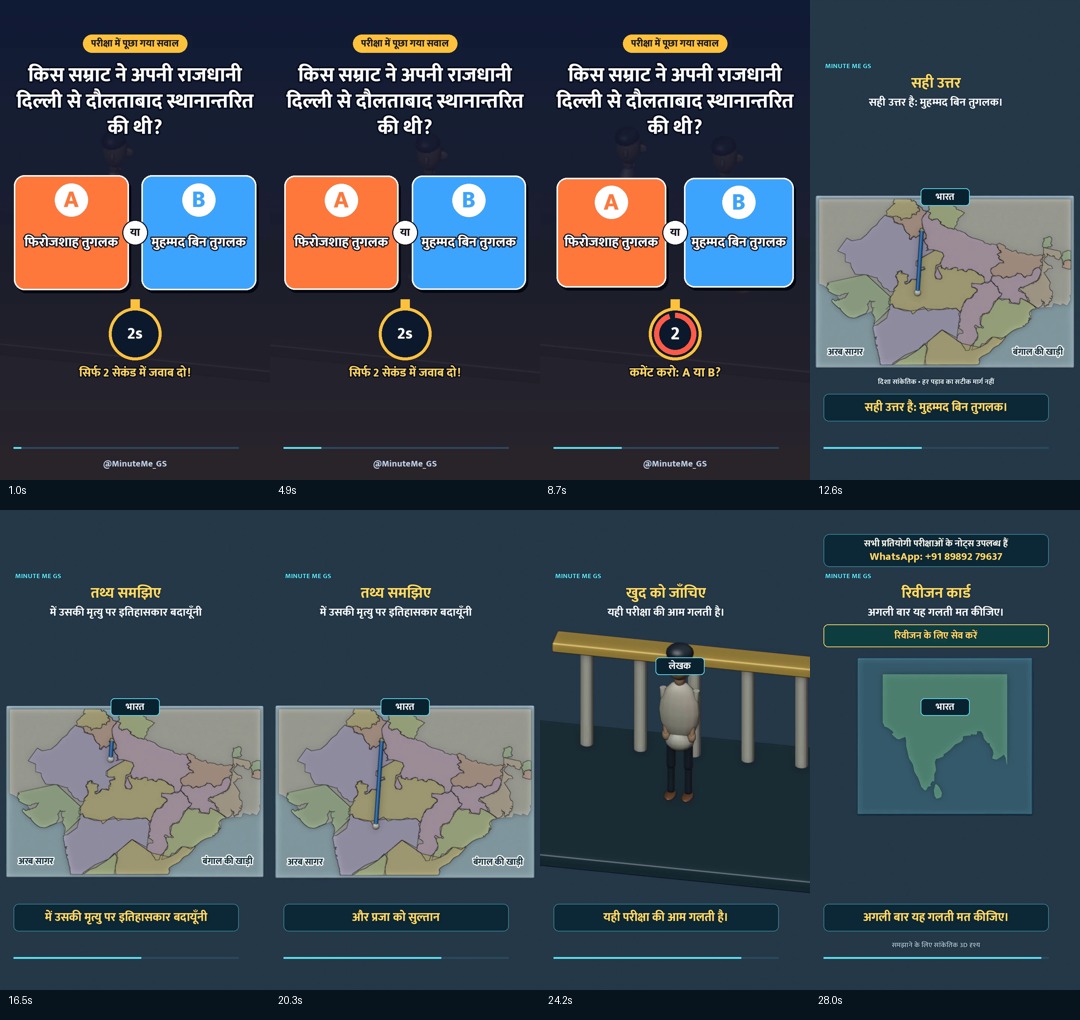 परीक्षा में पूछा गया सवाल
किस सम्राट ने अपनी राजधानी
दिल्ली से दौलताबाद स्थानान्तरित
की थी?
A
B
फिरोजशाह तुगलक
या
मुहम्मद बिन तुगलक
2s
सिर्फ 2 सेकंड में जवाब दो!
@MinuteMe_GS
1.0s
परीक्षा में पूछा गया सवाल
किस सम्राट ने अपनी राजधानी
दिल्ली से दौलताबाद स्थानान्तरित
की थी?
A
B
फिरोजशाह तुगलक
या
मुहम्मद बिन तुगलक
2s
सिर्फ 2 सेकंड में जवाब दो!
@MinuteMe_GS
4.9s
परीक्षा में पूछा गया सवाल
किस सम्राट ने अपनी राजधानी
दिल्ली से दौलताबाद स्थानान्तरित
की थी?
A
B
फिरोजशाह तुगलक
या
मुहम्मद बिन तुगलक
2
कमेंट करो: A या B?
@MinuteMe_GS
8.7s
MINUTE ME GS
सही उत्तर
सही उत्तर है: मुहम्मद बिन तुगलक।
भारत
अरब सागर
बंगाल की खाड़ी
दिशा सांकेतिक • हर पड़ाव का सटीक मार्ग नहीं
सही उत्तर है: मुहम्मद बिन तुगलक।
12.6s
MINUTE ME GS
तथ्य समझिए
में उसकी मृत्यु पर इतिहासकार बदायूँनी
भारत
अरब सागर
बंगाल की खाड़ी
में उसकी मृत्यु पर इतिहासकार बदायूँनी
16.5s
MINUTE ME GS
तथ्य समझिए
में उसकी मृत्यु पर इतिहासकार बदायूँनी
भारत
अरब सागर
बंगाल की खाड़ी
और प्रजा को सुल्तान
20.3s
MINUTE ME GS
खुद को जाँचिए
यही परीक्षा की आम गलती है।
लेखक
यही परीक्षा की आम गलती है।
24.2s
सभी प्रतियोगी परीक्षाओं के नोट्स उपलब्ध हैं
WhatsApp: +91 89892 79637
MINUTE ME GS
रिवीजन कार्ड
अगली बार यह गलती मत कीजिए।
रिवीजन के लिए सेव करें
भारत
अगली बार यह गलती मत कीजिए।
समझाने के लिए सांकेतिक 3D दृश्य
28.0s